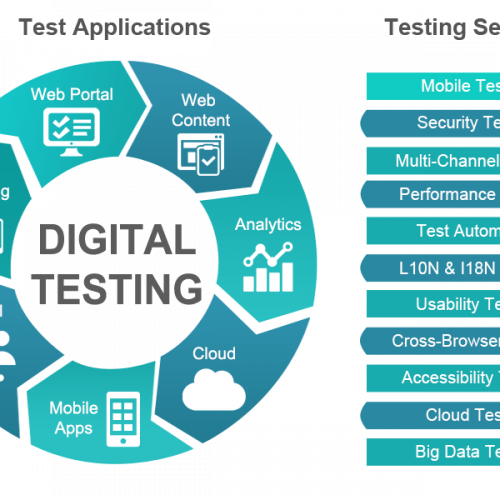 Test Applications
Testing Se
Web Portal
Web
Content
Analytics
Cloud
Mobile
Apps
g
DIGITAL
TESTING
Mobile Tes
Security Te
Multi-Channel
Performance
Test Autom
L10N & I18N
Usability Te
Cross-Browser
Accessibility
Cloud Tes
Big Data Te